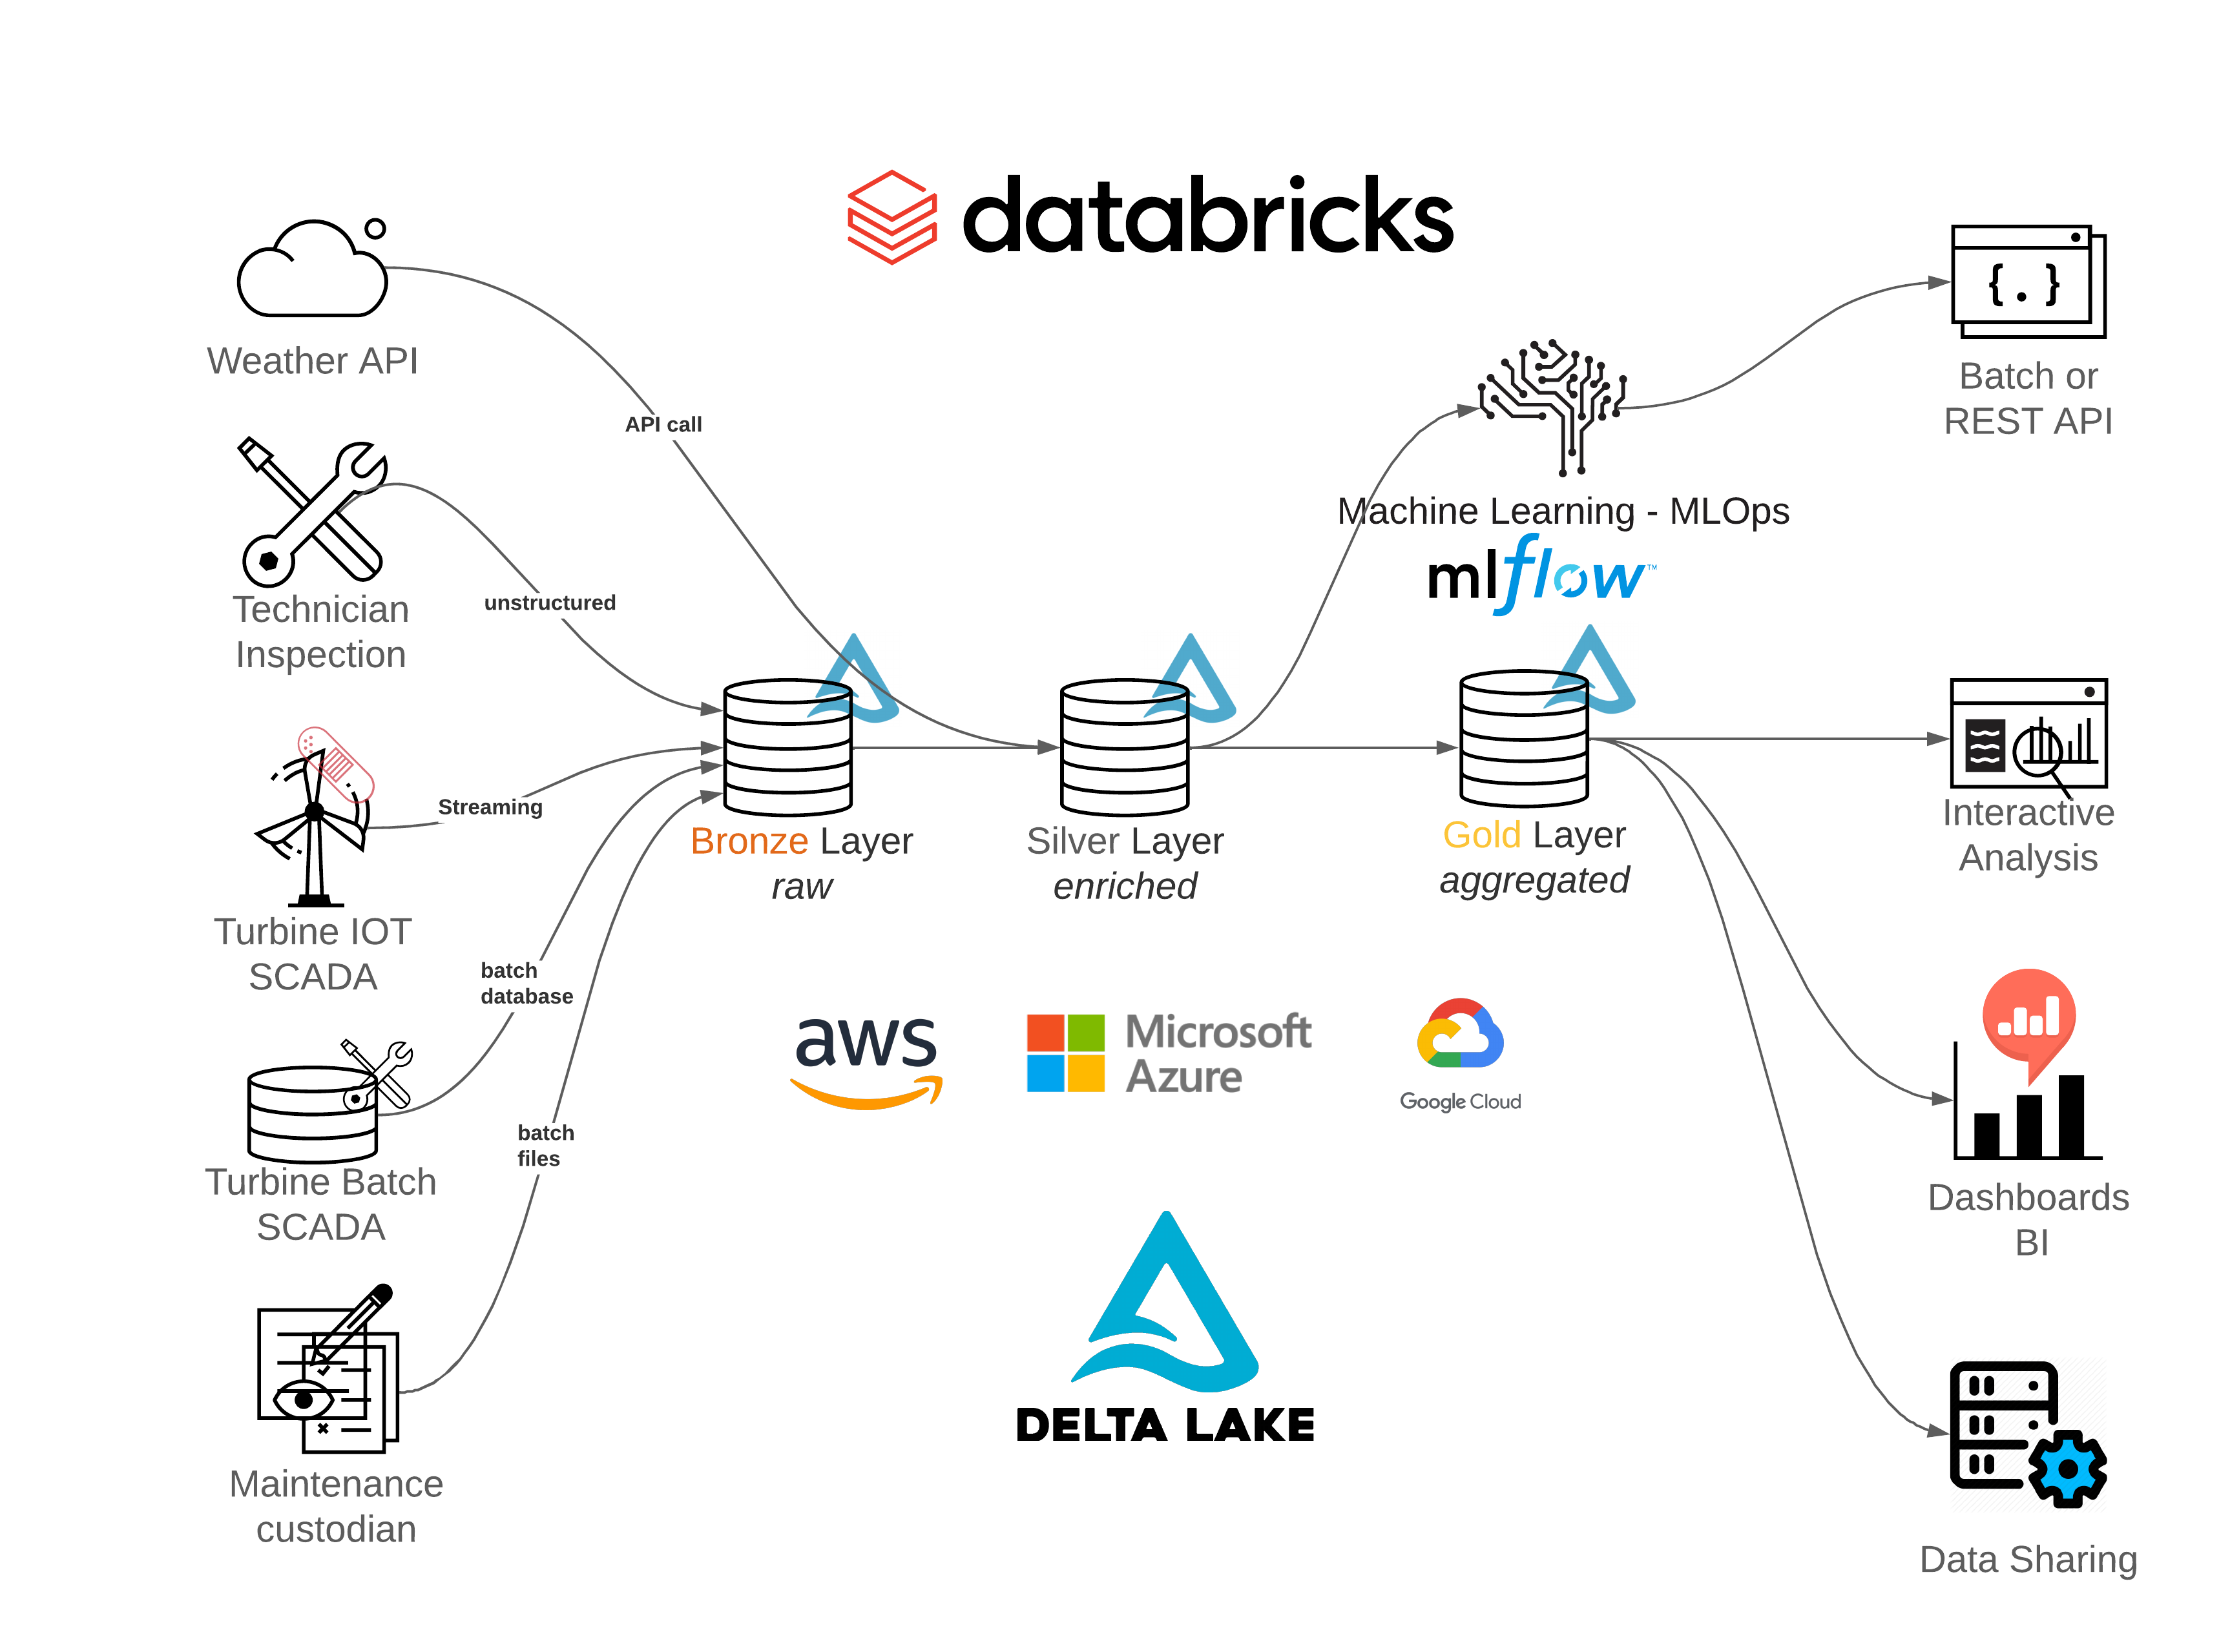 databricks
Weather API
API call
Technician
Inspection
unstructured
Turbine IOT
SCADA
Streaming
Turbine Batch
SCADA
batch
database
Maintenance
custodian
batch
files
Bronze Layer
raw
Silver Layer
enriched
Gold Layer
aggregated
Machine Learning - MLOps
mlflow™
aws
Microsoft
Azure
Google Cloud
DELTA LAKE
{.}
Batch or
REST API
Interactive
Analysis
Dashboards
BI
Data Sharing